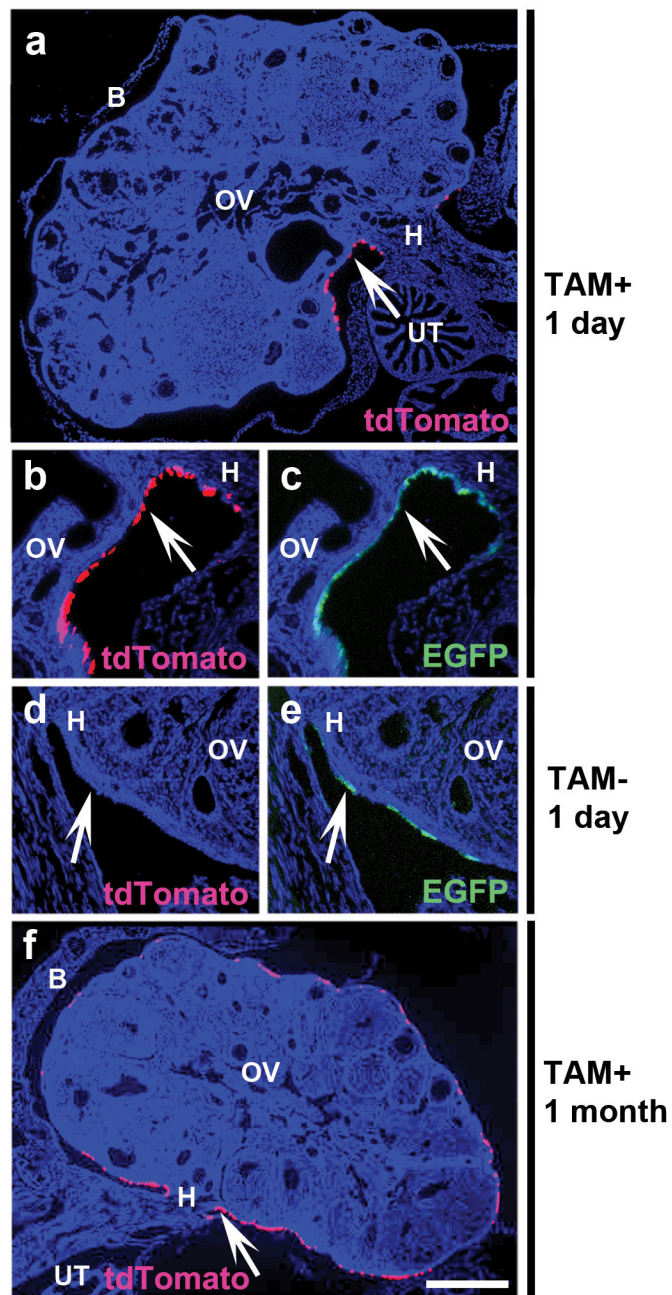 a
B
OV
H
UT
tdTomato
TAM+
1 day
b
H
OV
tdTomato
c
H
OV
EGFP
d
H
OV
tdTomato
e
H
OV
EGFP
TAM-
1 day
f
B
OV
H
UT tdTomato
TAM+
1 month